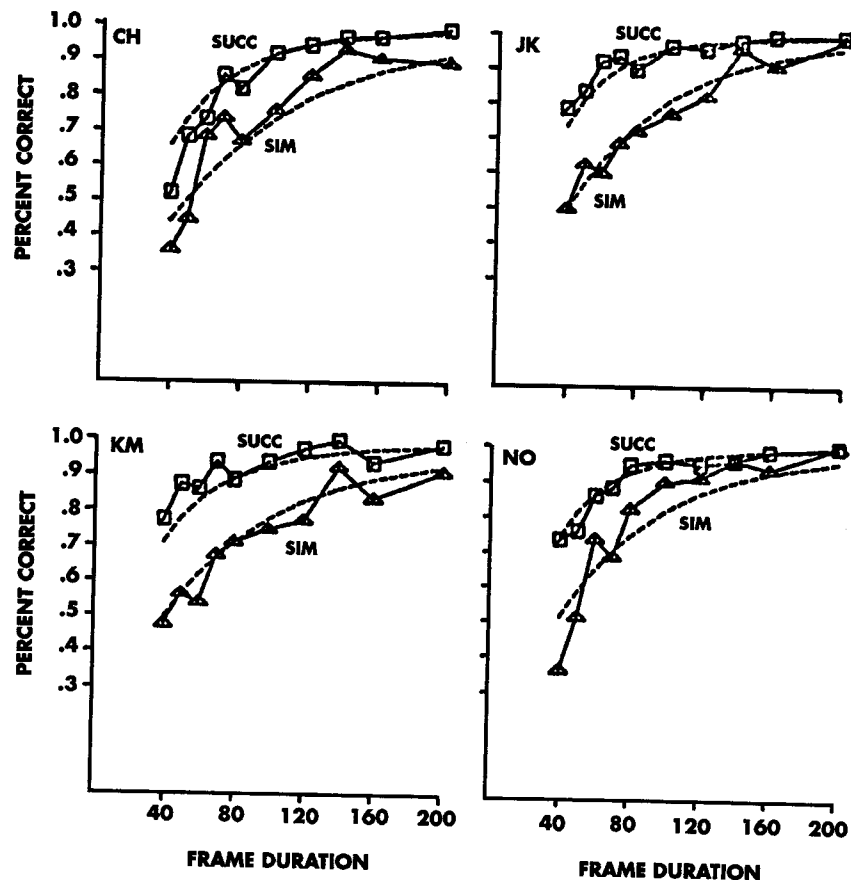 1.0
.9
.8
.7
.6
.5
.4
.3
PERCENT CORRECT
CH
SUCC
SIM
JK
SUCC
SIM
1.0
.9
.8
.7
.6
.5
.4
.3
PERCENT CORRECT
KM
SUCC
SIM
40 80 120 160 200
FRAME DURATION
NO
SUCC
SIM
40 80 120 160 200
FRAME DURATION